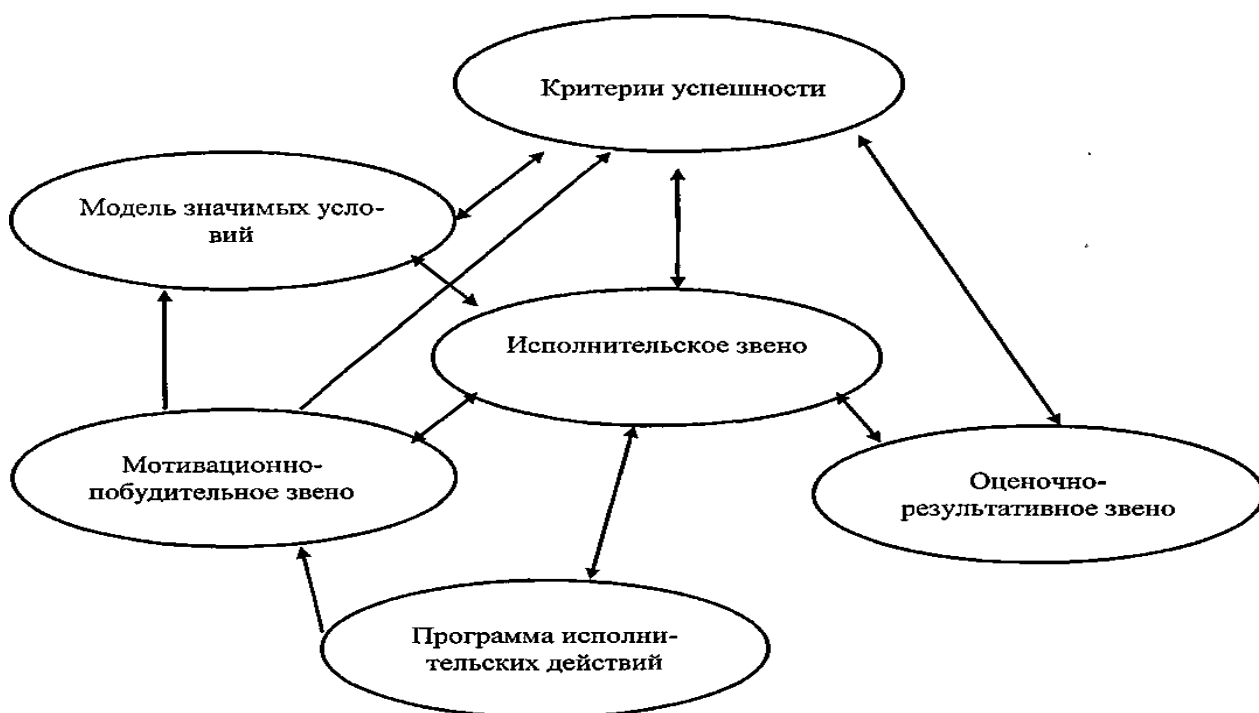 Критерии успешности
Модель значимых усло-
вий
Исполнительское звено
Мотивационно-
побудительное звено
Оценочно-
результативное звено
Программа исполни-
тельских действий